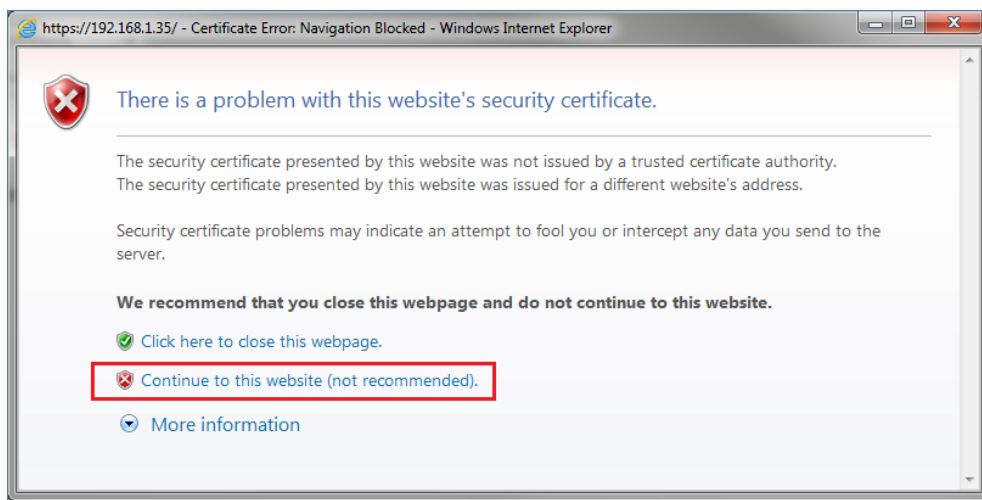 https://192.168.1.35/ - Certificate Error: Navigation Blocked - Windows Internet Explorer
There is a problem with this website's security certificate.
The security certificate presented by this website was not issued by a trusted certificate authority.
The security certificate presented by this website was issued for a different website's address.
Security certificate problems may indicate an attempt to fool you or intercept any data you send to the
server.
We recommend that you close this webpage and do not continue to this website.
Click here to close this webpage.
Continue to this website (not recommended).
More information